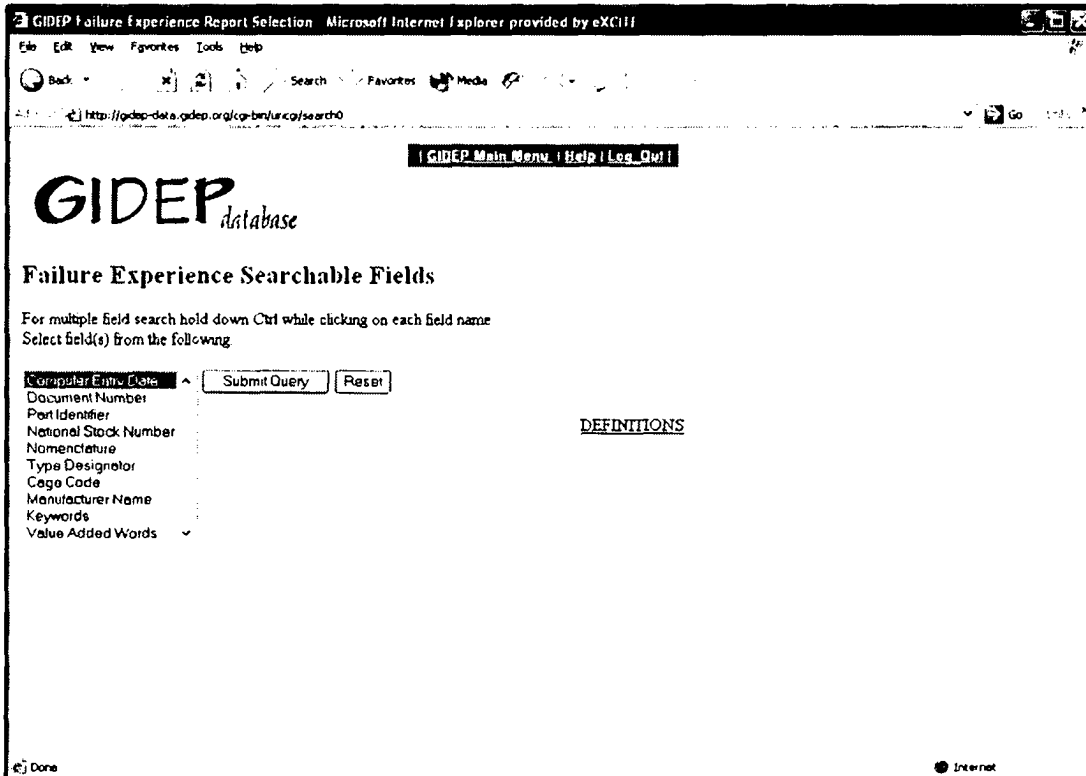 GIDEP Failure Experience Report Selection Microsoft Internet Explorer provided by
File Edit View Favorites Tools Help
Back Search Favorites Media
http://gidep-data.gidep.org/cgi-bin/urcgi/search0 Go
| GIDEP Main Menu | Help | Log Out |
GIDEP database
Failure Experience Searchable Fields
For multiple field search hold down Ctrl while clicking on each field name
Select field(s) from the following.
Computer Entry Date Submit Query Reset
Document Number
Part Identifier
DEFINITIONS
National Stock Number
Nomenclature
Type Designator
Cage Code
Manufacturer Name
Keywords
Value Added Words
Done Internet